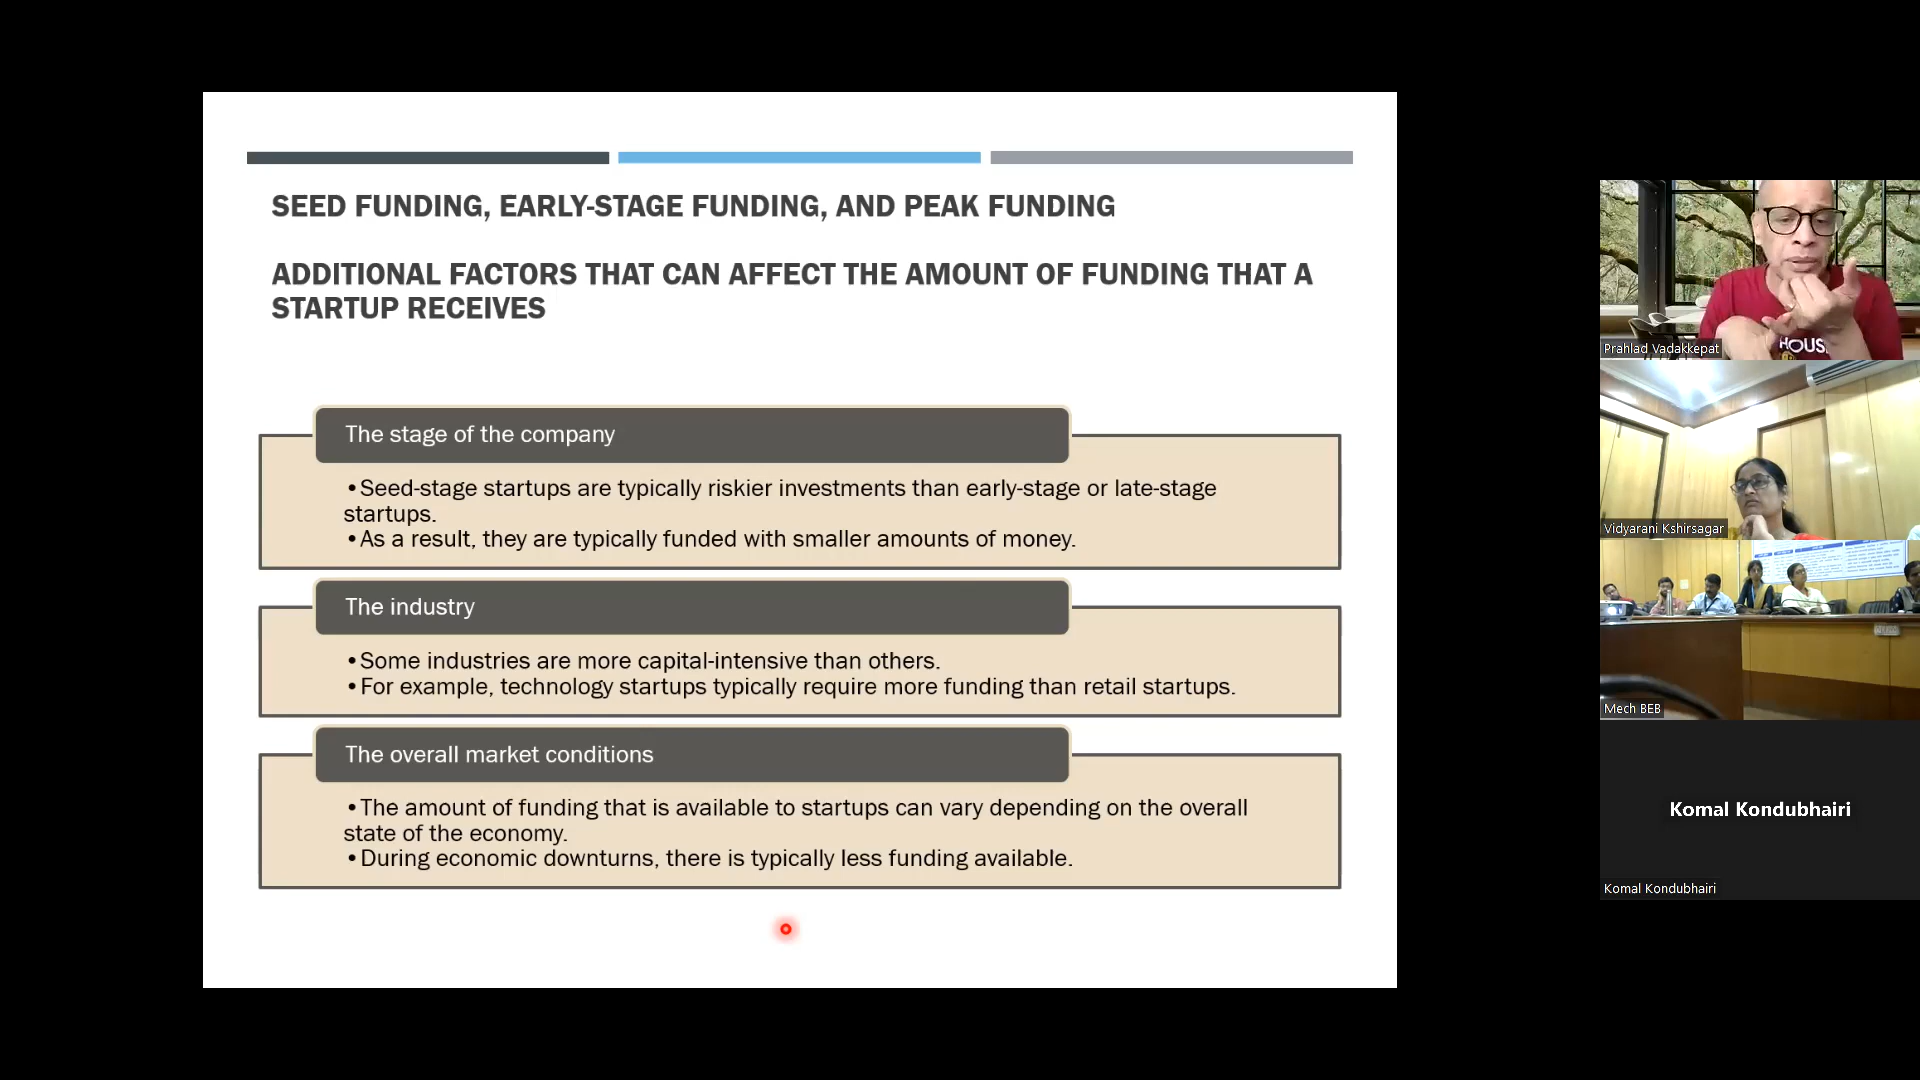 SEED FUNDING, EARLY-STAGE FUNDING, AND PEAK FUNDING
ADDITIONAL FACTORS THAT CAN AFFECT THE AMOUNT OF FUNDING THAT A
STARTUP RECEIVES
The stage of the company
•Seed-stage startups are typically riskier investments than early-stage or late-stage
startups.
•As a result, they are typically funded with smaller amounts of money.
The industry
•Some industries are more capital-intensive than others.
•For example, technology startups typically require more funding than retail startups.
The overall market conditions
•The amount of funding that is available to startups can vary depending on the overall
state of the economy.
•During economic downturns, there is typically less funding available.
HOUS
Prahlad Vadakkepat
Vidyarani Kshirsagar
Mech BEB
Komal Kondubhairi
Komal Kondubhairi